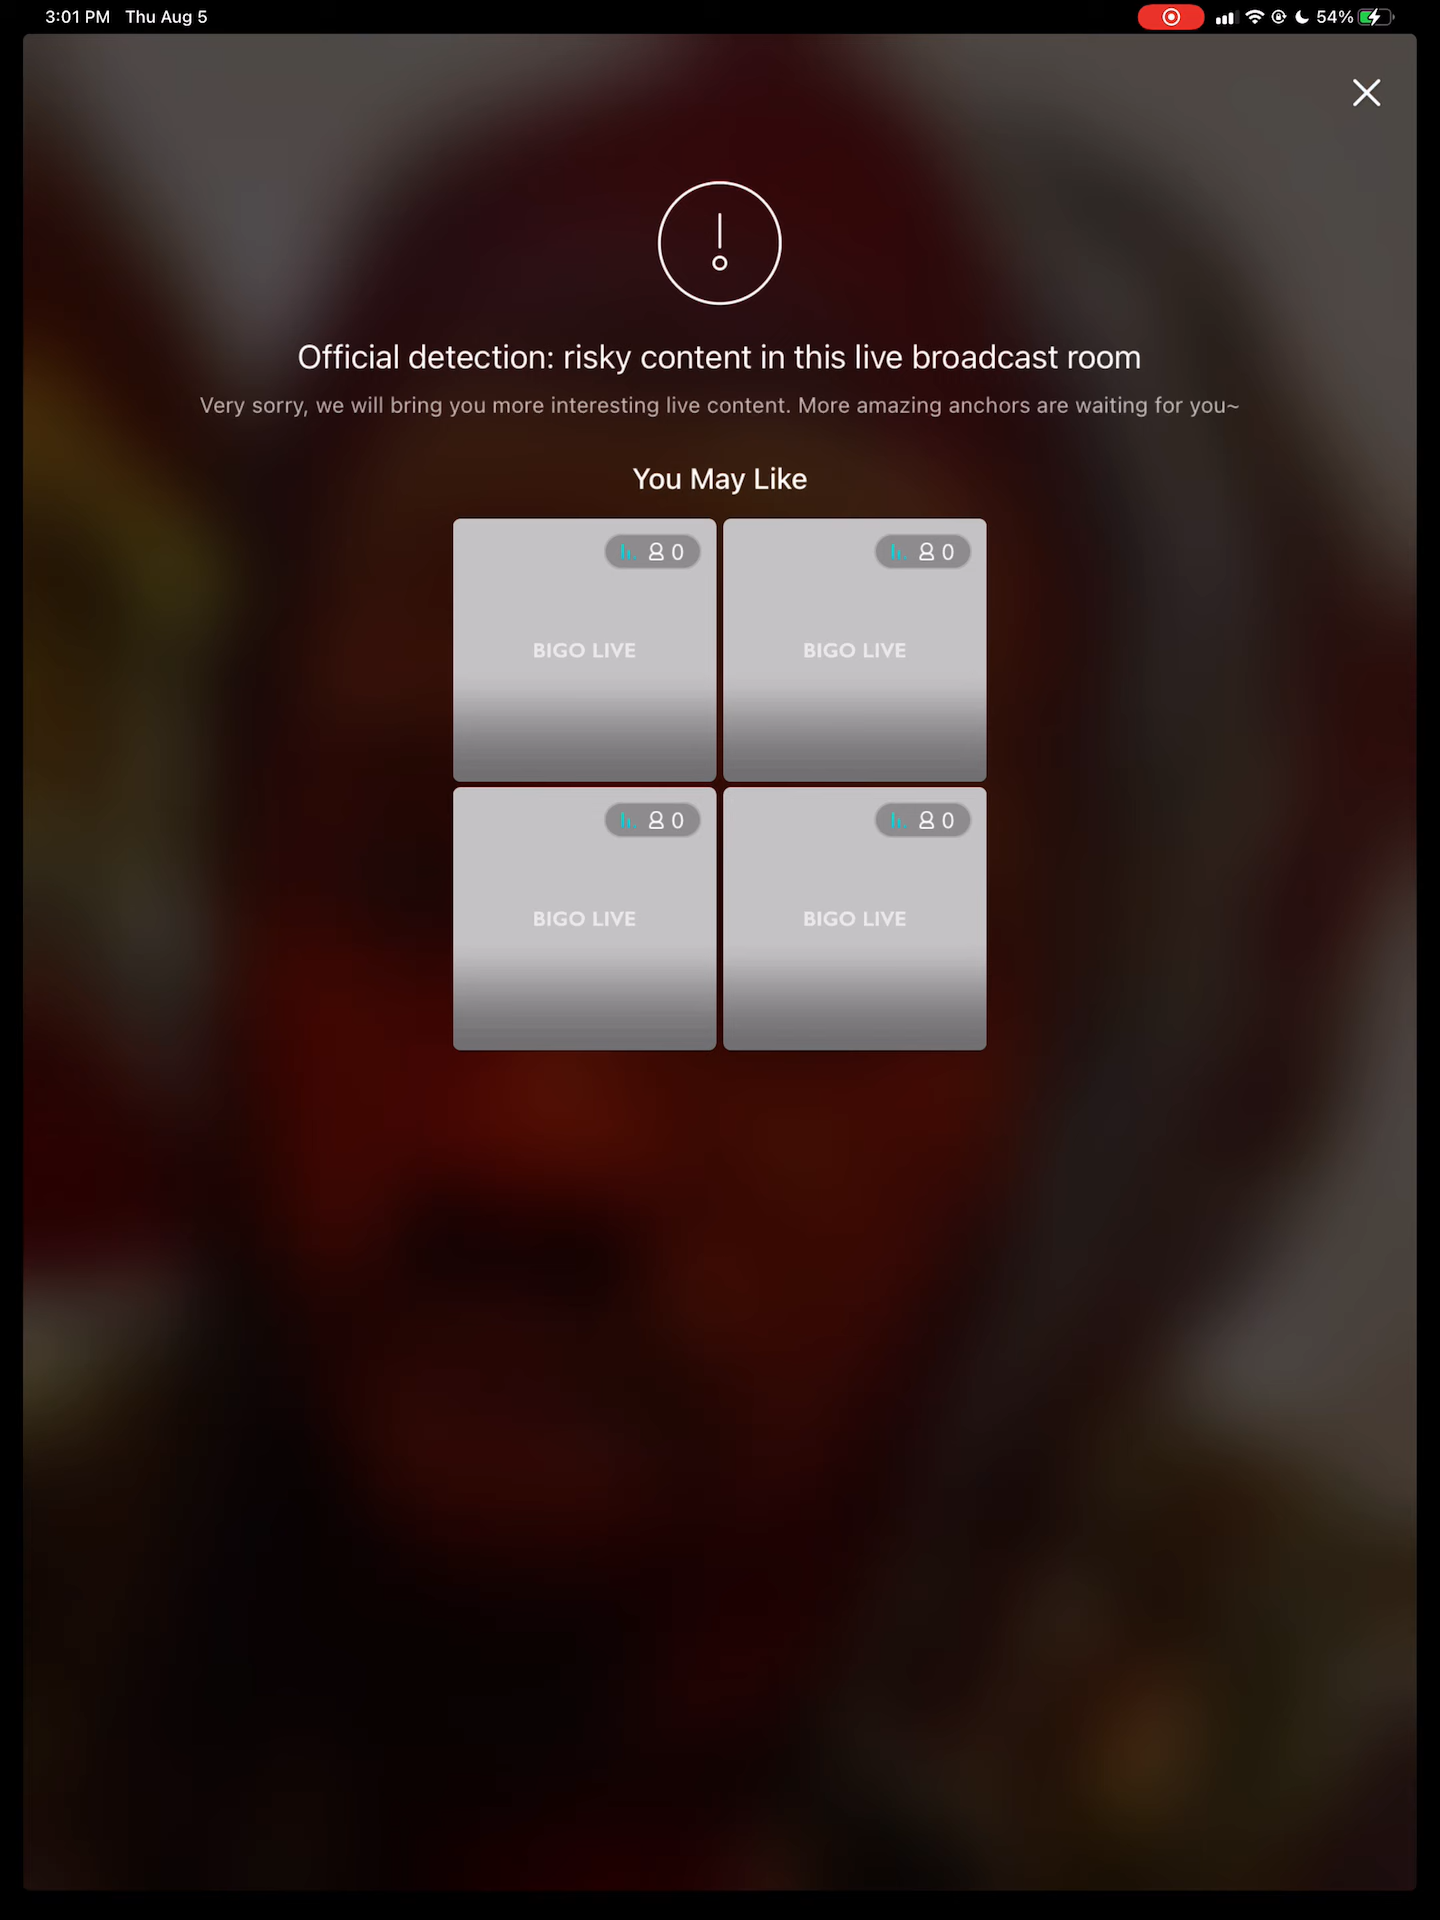 3:01 PM Thu Aug 5
54%
Official detection: risky content in this live broadcast room
Very sorry, we will bring you more interesting live content. More amazing anchors are waiting for you~
You May Like
0 0
BIGO LIVE BIGO LIVE
0 0
BIGO LIVE BIGO LIVE